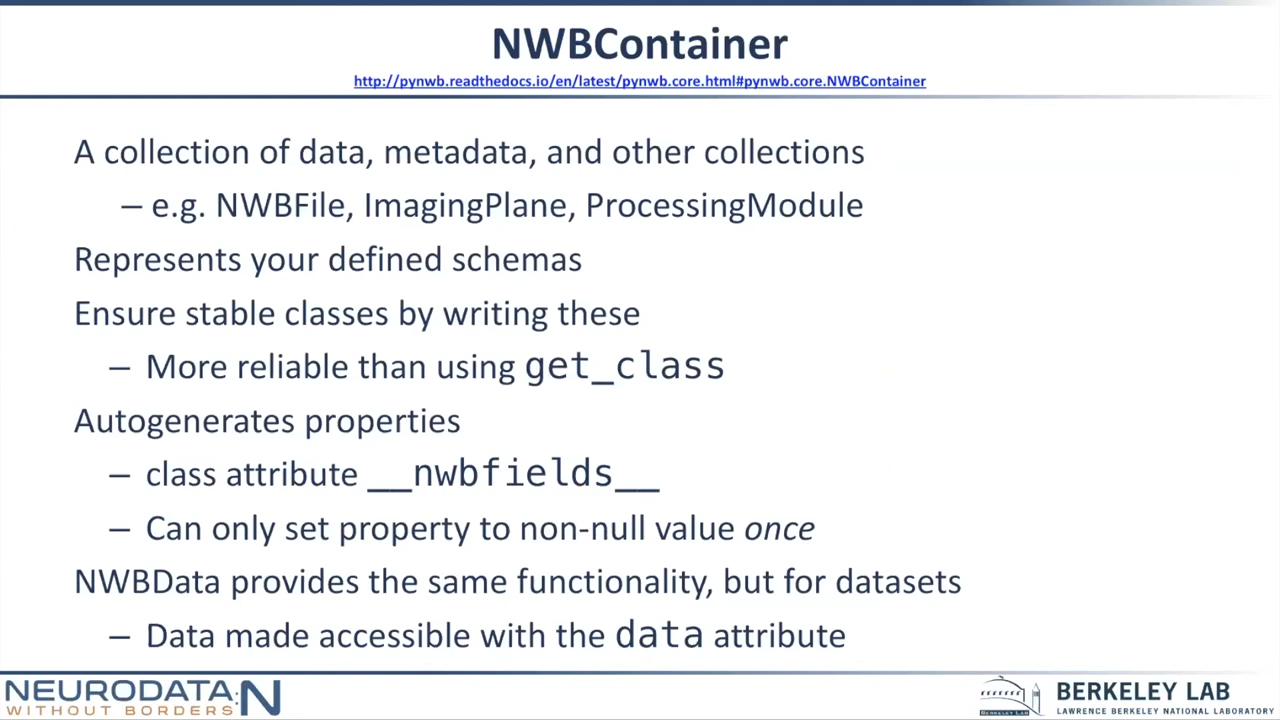 NWBContainer
http://pynwb.readthedocs.io/en/latest/pynwb.core.html#pynwb.core.NWBContainer
A collection of data, metadata, and other collections
– e.g. NWBFile, ImagingPlane, ProcessingModule
Represents your defined schemas
Ensure stable classes by writing these
– More reliable than using get_class
Autogenerates properties
– class attribute __nwbfields__
– Can only set property to non-null value once
NWBData provides the same functionality, but for datasets
– Data made accessible with the data attribute
NEURODATA:N
WITHOUT BORDERS
BERKELEY LAB
BERKELEY LAB
LAWRENCE BERKELEY NATIONAL LABORATORY